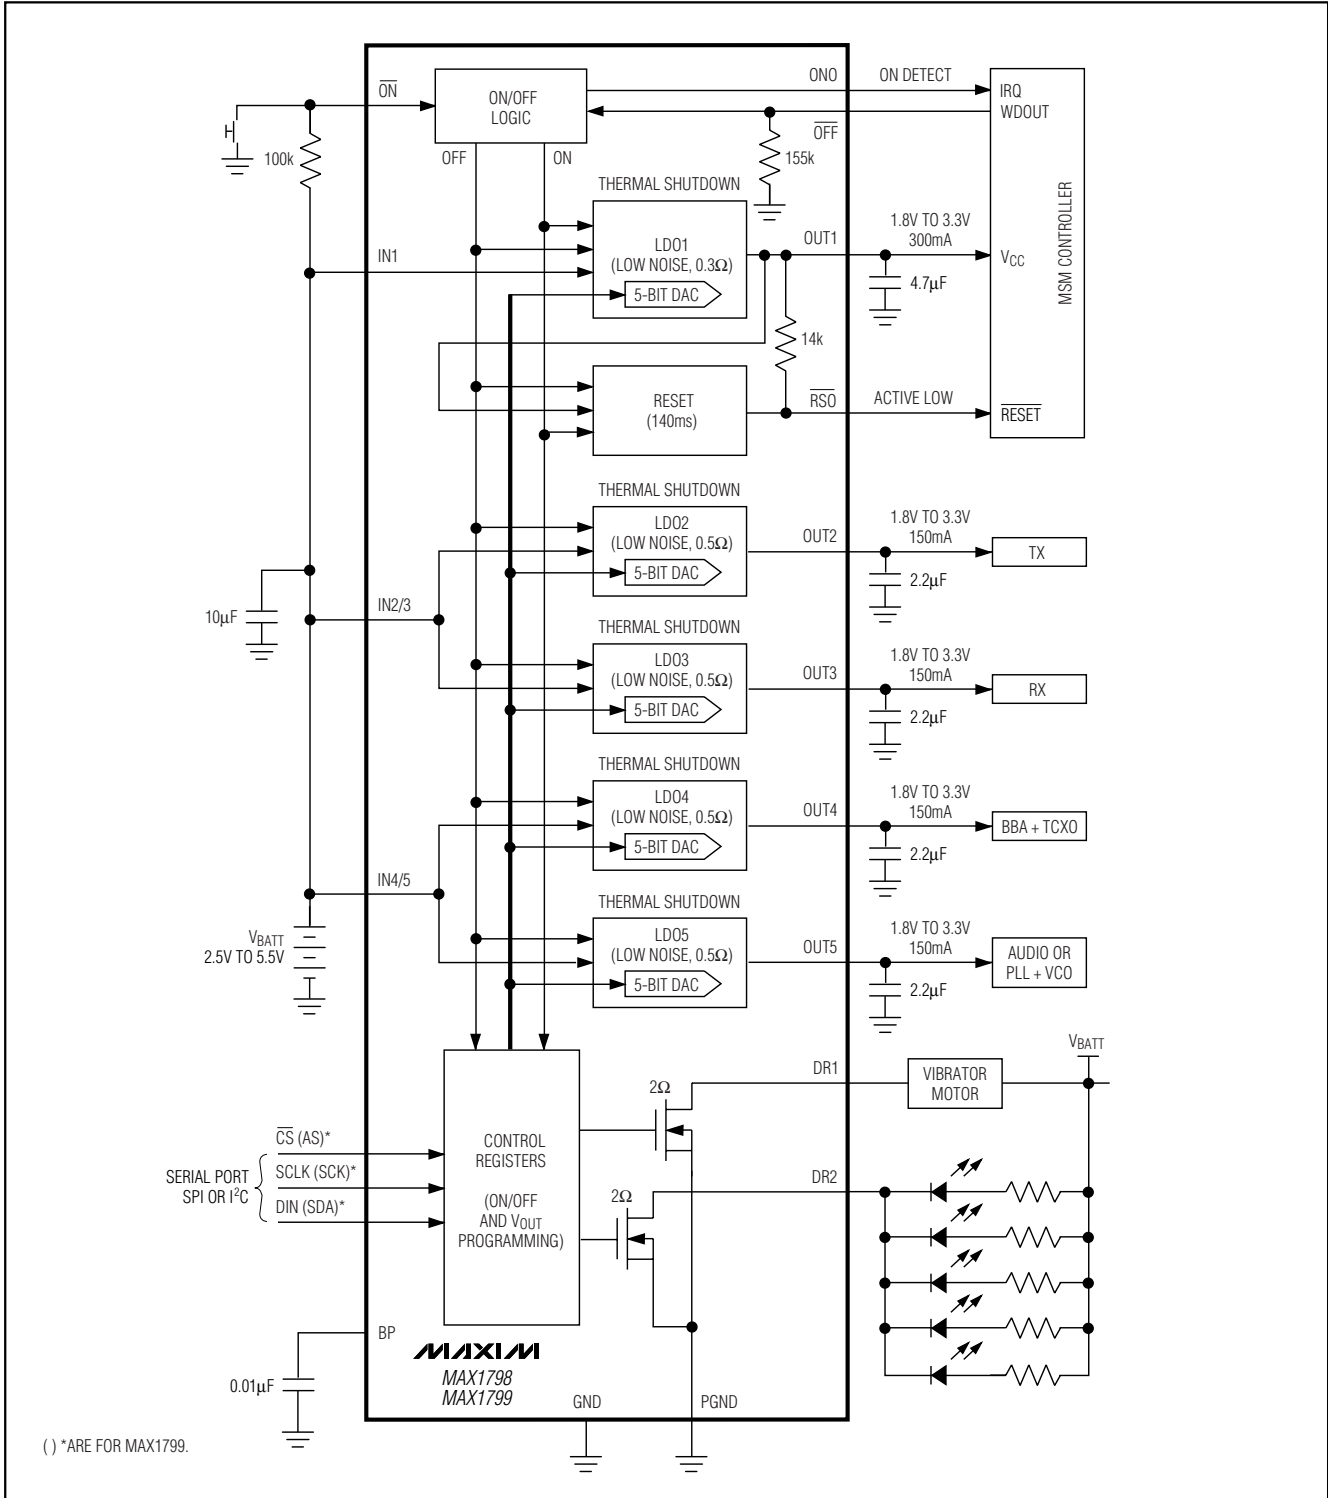 ON
ON/OFF
LOGIC
ONO
ON DETECT
IRQ
WDOUT
OFF
100k
OFF
ON
155k
MSM CONTROLLER
THERMAL SHUTDOWN
LDO1
(LOW NOISE, 0.3Ω)
5-BIT DAC
IN1
OUT1
1.8V TO 3.3V
300mA
VCC
4.7µF
14k
RESET
(140ms)
RSO
ACTIVE LOW
RESET
THERMAL SHUTDOWN
LDO2
(LOW NOISE, 0.5Ω)
5-BIT DAC
OUT2
1.8V TO 3.3V
150mA
TX
2.2µF
10µF
IN2/3
THERMAL SHUTDOWN
LDO3
(LOW NOISE, 0.5Ω)
5-BIT DAC
OUT3
1.8V TO 3.3V
150mA
RX
2.2µF
THERMAL SHUTDOWN
LDO4
(LOW NOISE, 0.5Ω)
5-BIT DAC
OUT4
1.8V TO 3.3V
150mA
BBA + TCXO
2.2µF
IN4/5
THERMAL SHUTDOWN
LDO5
(LOW NOISE, 0.5Ω)
5-BIT DAC
OUT5
1.8V TO 3.3V
150mA
AUDIO OR
PLL + VCO
2.2µF
VBATT
2.5V TO 5.5V
VBATT
DR1
VIBRATOR
MOTOR
2Ω
CONTROL
REGISTERS
(ON/OFF
AND VOUT
PROGRAMMING)
CS (AS)*
SCLK (SCK)*
DIN (SDA)*
SERIAL PORT
SPI OR I²C
2Ω
DR2
BP
0.01µF
MAXIM
MAX1798
MAX1799
GND
PGND
( ) *ARE FOR MAX1799.